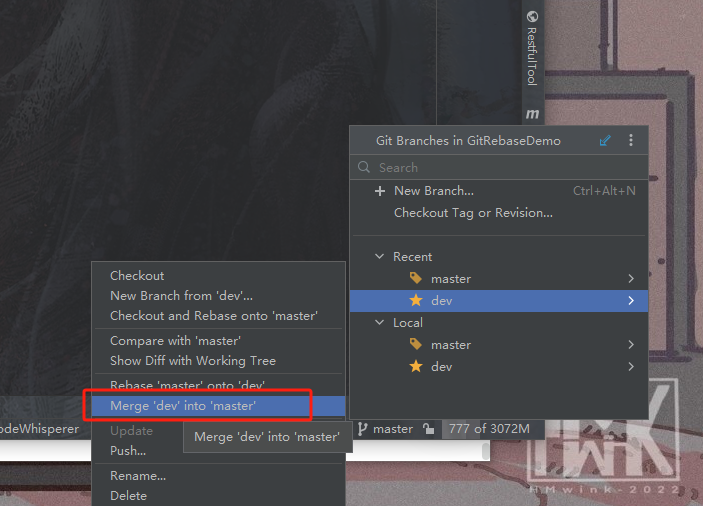 RestfulTool
m
Git Branches in GitRebaseDemo
Search
New Branch... Ctrl+Alt+N
Checkout Tag or Revision...
Recent
master
dev
Local
master
dev
Checkout
New Branch from 'dev'...
Checkout and Rebase onto 'master'
Compare with 'master'
Show Diff with Working Tree
Rebase 'master' onto 'dev'
Merge 'dev' into 'master'
Update
Push...
Rename...
Delete
Merge 'dev' into 'master'
odeWhisperer
master 777 of 3072M
HMwink-2022